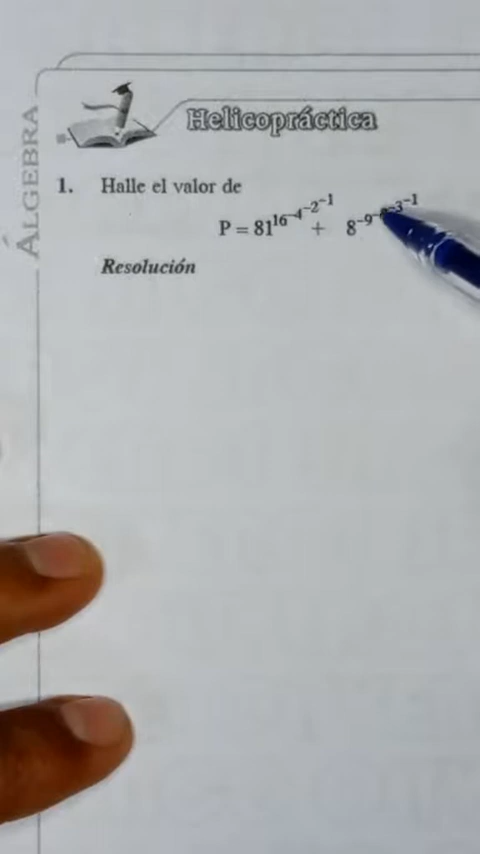 ÁLGEBRA
Helicopráctica
1. Halle el valor de
P = 81^16^-4^-2^-1 + 8^-9^-
Resolución